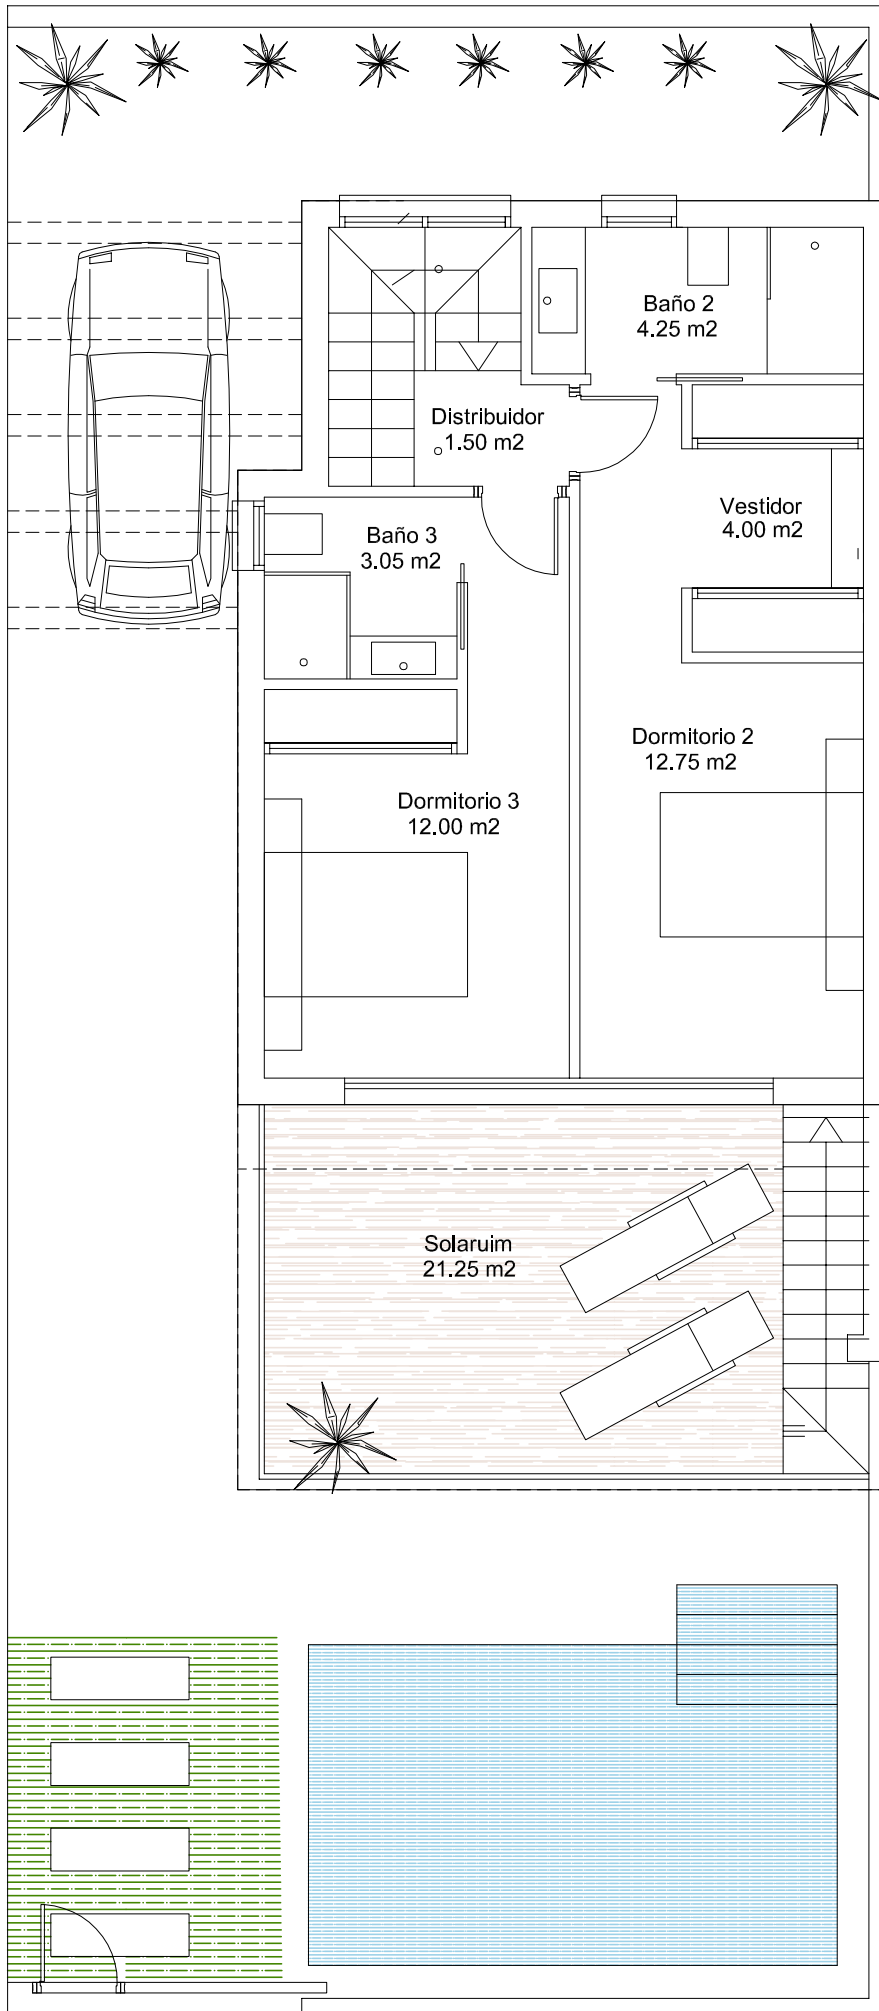 Baño 2
4.25 m2
Distribuidor
1.50 m2
Vestidor
4.00 m2
Baño 3
3.05 m2
Dormitorio 2
12.75 m2
Dormitorio 3
12.00 m2
Solaruim
21.25 m2